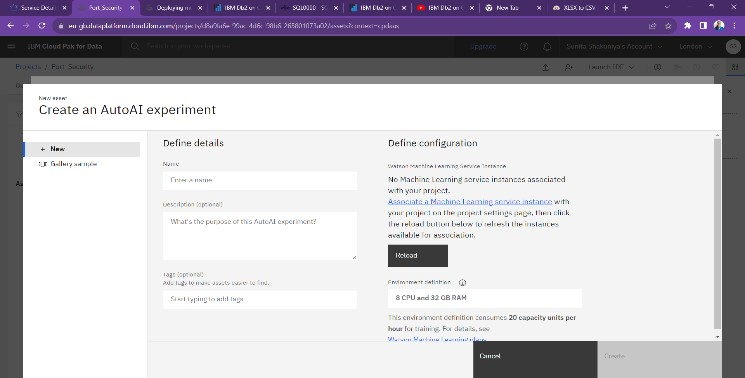 Service Detail
Port_Security
Deploying m
IBM Db2 on
SQL0000
IBM Db2 on
IBM Db2 on
New Tab
XLSX to CSV
eu-gb.dataplatform.cloud.ibm.com/projects/
IBM Cloud Pak for Data
Upgrade
Account
London
Projects / Port_Security
Launch IDE
New asset
Create an AutoAI experiment
+ New
Gallery sample
Define details
Name
Enter a name
Description (optional)
What's the purpose of this AutoAI experiment?
Tags (optional)
Add tags to make assets easier to find.
Start typing to add tags
Define configuration
Watson Machine Learning Service Instance
No Machine Learning service instances associated
with your project.
Associate a Machine Learning service instance with
your project on the project settings page, then click
the reload button below to refresh the instances
available for association.
Reload
Environment definition
8 CPU and 32 GB RAM
This environment definition consumes 20 capacity units per
hour for training. For details, see
Watson Machine Learning plans
Cancel
Create